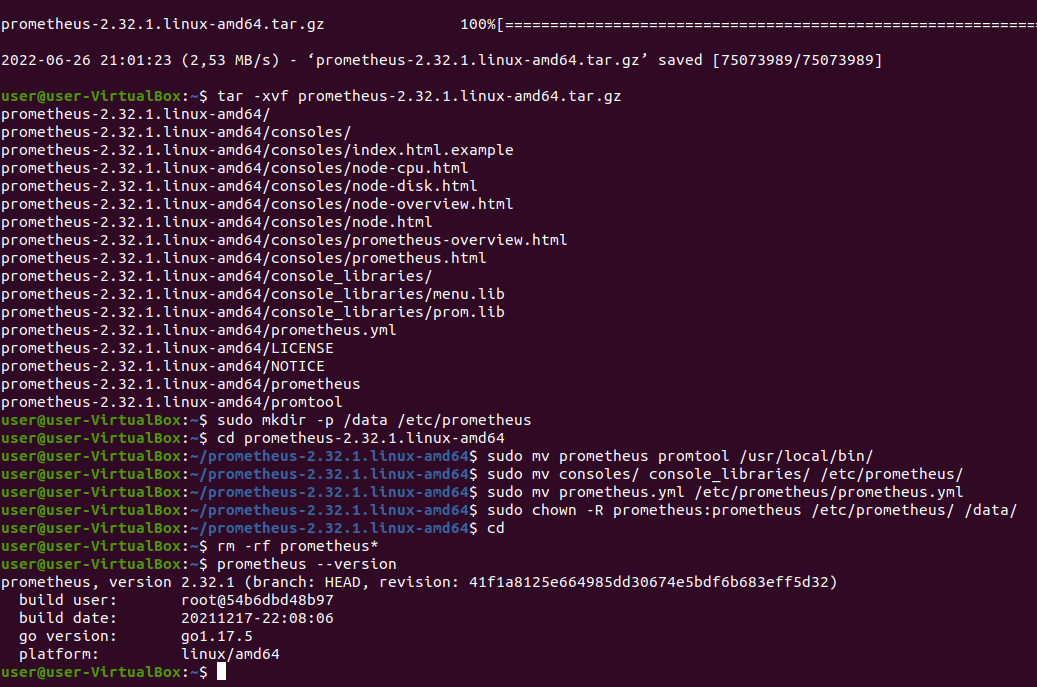 prometheus-2.32.1.linux-amd64.tar.gz               100%[===========================================================
2022-06-26 21:01:23 (2,53 MB/s) - ‘prometheus-2.32.1.linux-amd64.tar.gz’ saved [75073989/75073989]
user@user-VirtualBox:~$ tar -xvf prometheus-2.32.1.linux-amd64.tar.gz
prometheus-2.32.1.linux-amd64/
prometheus-2.32.1.linux-amd64/consoles/
prometheus-2.32.1.linux-amd64/consoles/index.html.example
prometheus-2.32.1.linux-amd64/consoles/node-cpu.html
prometheus-2.32.1.linux-amd64/consoles/node-disk.html
prometheus-2.32.1.linux-amd64/consoles/node-overview.html
prometheus-2.32.1.linux-amd64/consoles/node.html
prometheus-2.32.1.linux-amd64/consoles/prometheus-overview.html
prometheus-2.32.1.linux-amd64/consoles/prometheus.html
prometheus-2.32.1.linux-amd64/console_libraries/
prometheus-2.32.1.linux-amd64/console_libraries/menu.lib
prometheus-2.32.1.linux-amd64/console_libraries/prom.lib
prometheus-2.32.1.linux-amd64/prometheus.yml
prometheus-2.32.1.linux-amd64/LICENSE
prometheus-2.32.1.linux-amd64/NOTICE
prometheus-2.32.1.linux-amd64/prometheus
prometheus-2.32.1.linux-amd64/promtool
user@user-VirtualBox:~$ sudo mkdir -p /data /etc/prometheus
user@user-VirtualBox:~$ cd prometheus-2.32.1.linux-amd64
user@user-VirtualBox:~/prometheus-2.32.1.linux-amd64$ sudo mv prometheus promtool /usr/local/bin/
user@user-VirtualBox:~/prometheus-2.32.1.linux-amd64$ sudo mv consoles/ console_libraries/ /etc/prometheus/
user@user-VirtualBox:~/prometheus-2.32.1.linux-amd64$ sudo mv prometheus.yml /etc/prometheus/prometheus.yml
user@user-VirtualBox:~/prometheus-2.32.1.linux-amd64$ sudo chown -R prometheus:prometheus /etc/prometheus/ /data/
user@user-VirtualBox:~/prometheus-2.32.1.linux-amd64$ cd
user@user-VirtualBox:~$ rm -rf prometheus*
user@user-VirtualBox:~$ prometheus --version
prometheus, version 2.32.1 (branch: HEAD, revision: 41f1a8125e664985dd30674e5bdf6b683eff5d32)
  build user:       root@54b6dbd48b97
  build date:       20211217-22:08:06
  go version:       go1.17.5
  platform:         linux/amd64
user@user-VirtualBox:~$